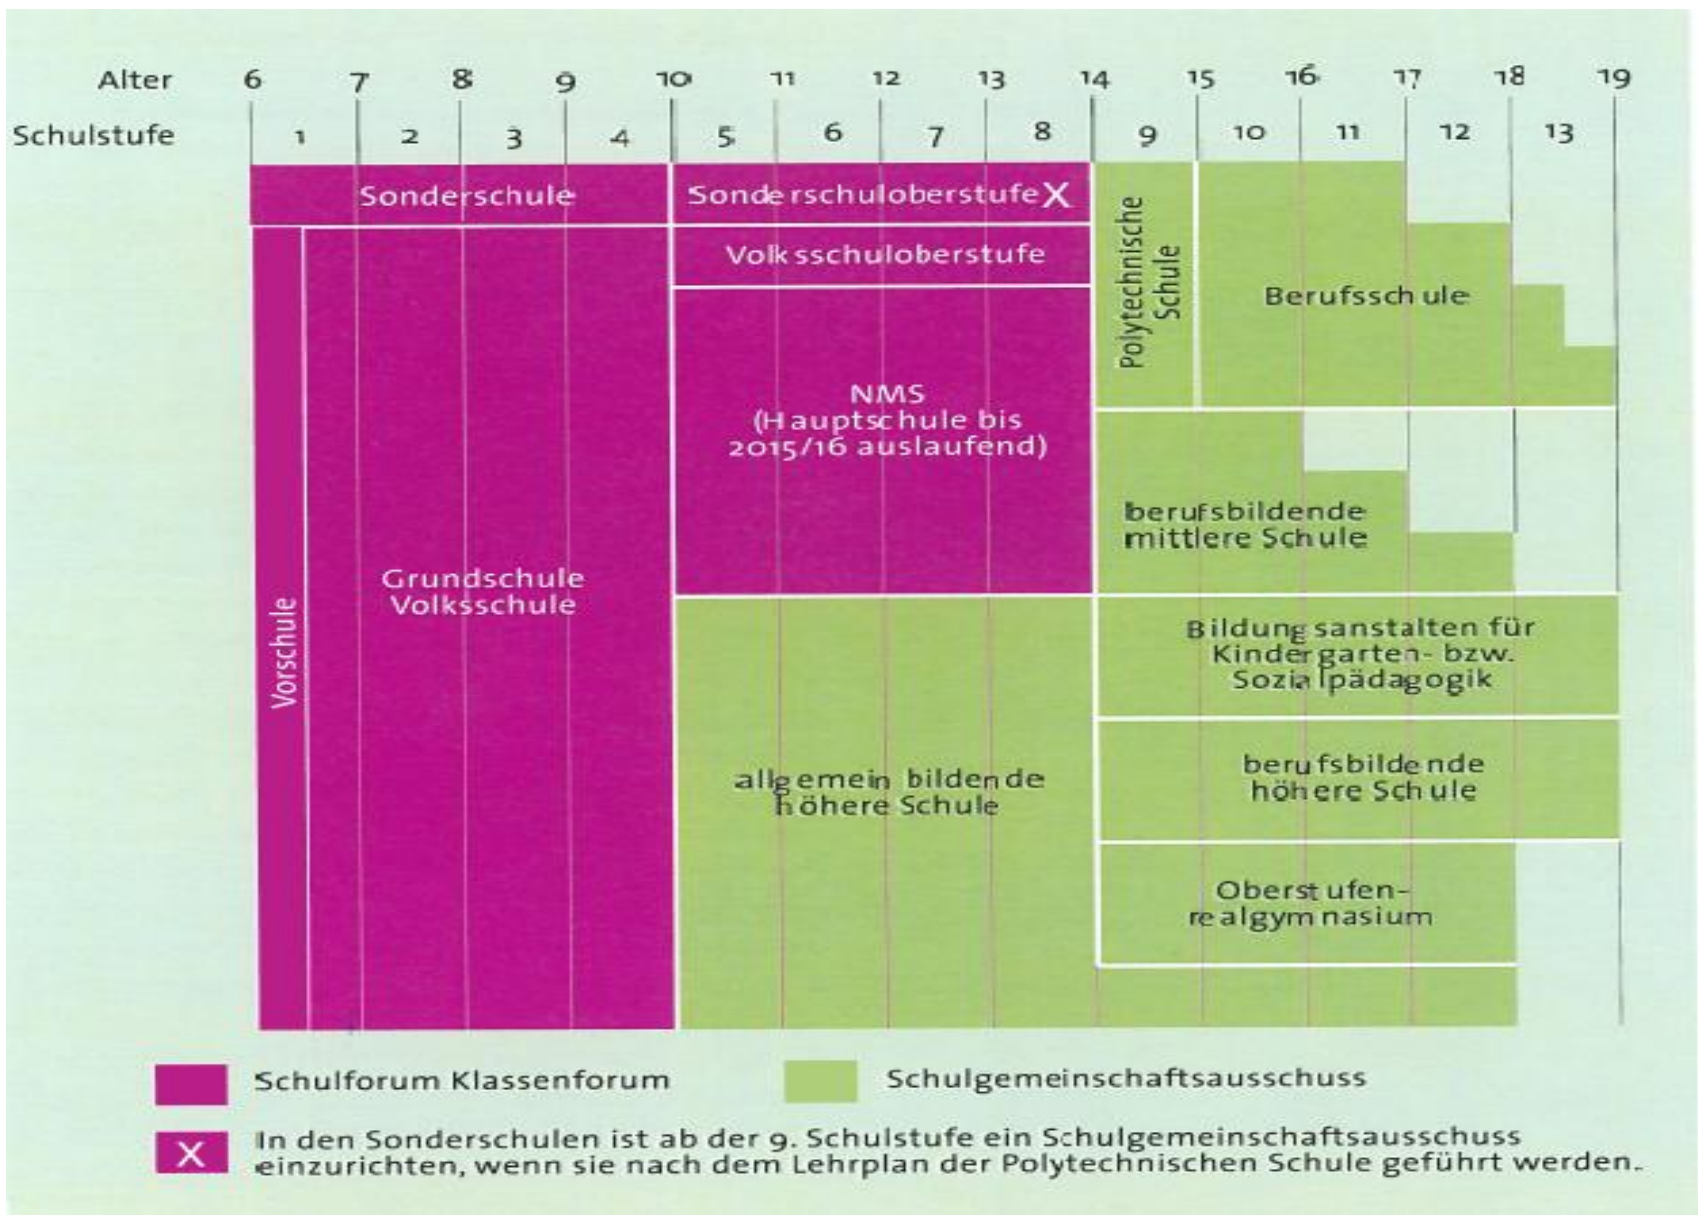 Alter 6 7 8 9 10 11 12 13 14 15 16 17 18 19
Schulstufe 1 2 3 4 5 6 7 8 9 10 11 12 13
Sonderschule
Sonderschuloberstufe X
Volksschuloberstufe
NMS
(Hauptschule bis
2015/16 auslaufend)
Vorschule
Grundschule
Volksschule
allgemein bildende
höhere Schule
Polytechnische
Schule
Berufsschule
berufsbildende
mittlere Schule
Bildungsanstalten für
Kindergarten- bzw.
Sozialpädagogik
berufsbildende
höhere Schule
Oberstufen-
realgymnasium
Schulforum Klassenforum
Schulgemeinschaftsausschuss
X In den Sonderschulen ist ab der 9. Schulstufe ein Schulgemeinschaftsausschuss
einzurichten, wenn sie nach dem Lehrplan der Polytechnischen Schule geführt werden.